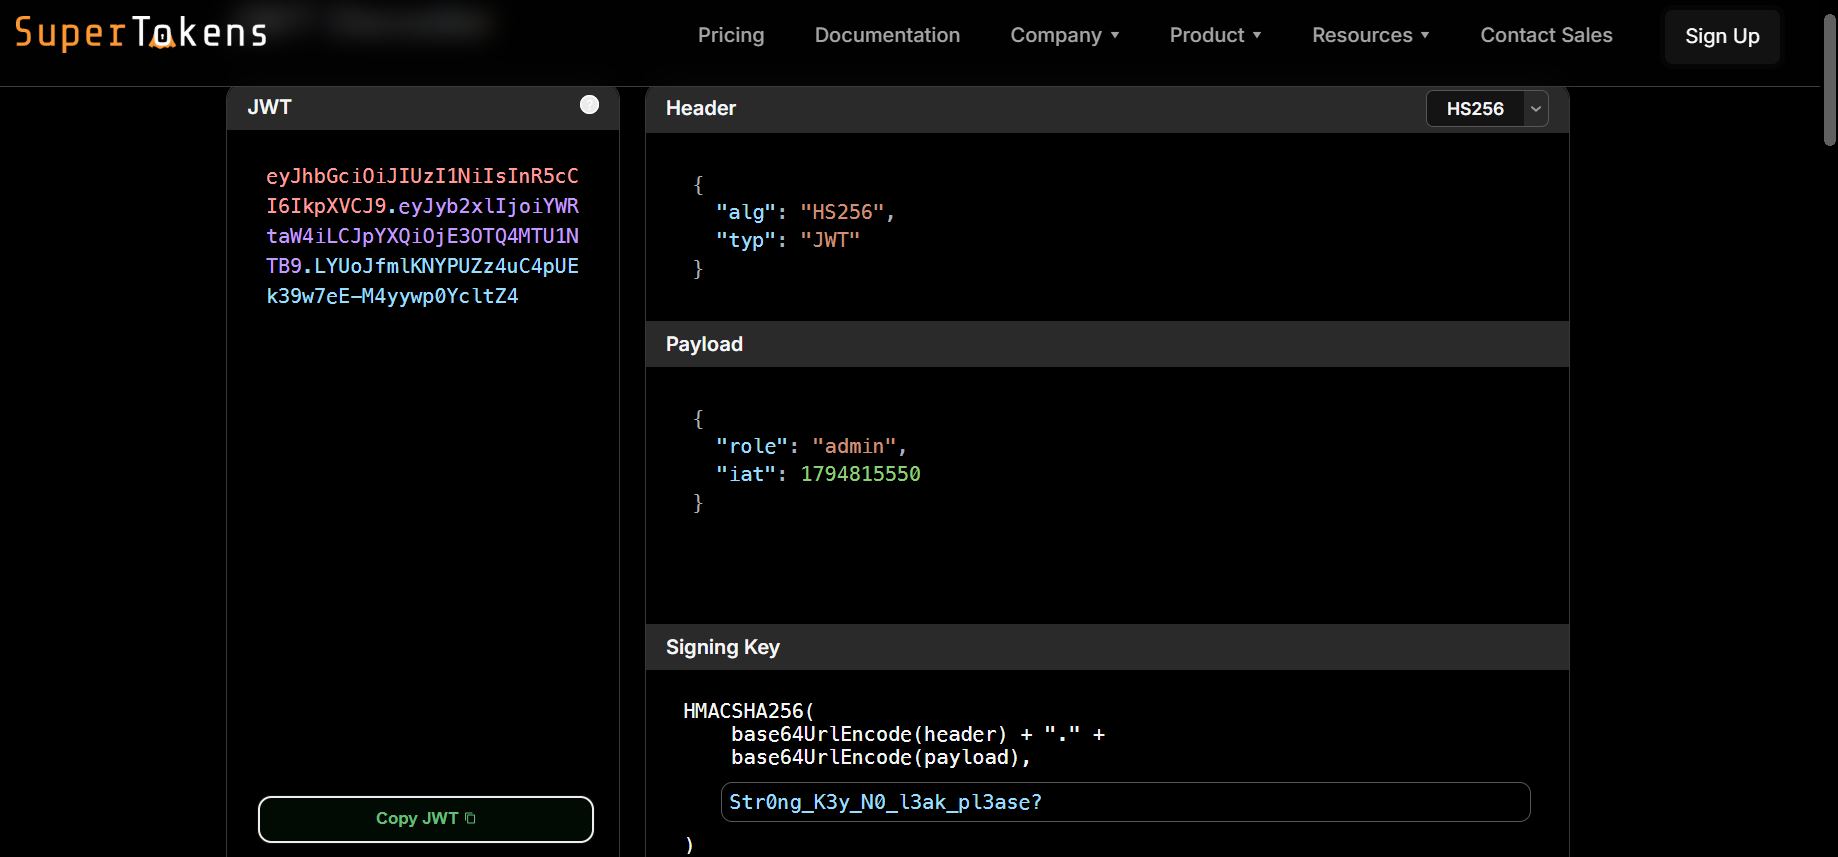 SuperTokens
Pricing
Documentation
Company
Product
Resources
Contact Sales
Sign Up
JWT
eyJhbGciOiJIUzI1NiIsInR5cC
I6IkpXVCJ9.eyJyb2xlIjoiYWR
taW4iLCJpYXQiOjE3OTQ4MTU1N
TB9.LYUoJfmlKNYPUZz4uC4pUE
k39w7eE-M4yywp0YcltZ4
Copy JWT
Header
HS256
{
"alg": "HS256",
"typ": "JWT"
}
Payload
{
"role": "admin",
"iat": 1794815550
}
Signing Key
HMACSHA256(
base64UrlEncode(header) + "." +
base64UrlEncode(payload),
Str0ng_K3y_N0_l3ak_pl3ase?
)